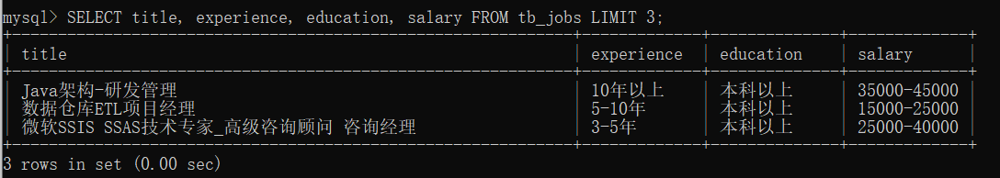 mysql> SELECT title, experience, education, salary FROM tb_jobs LIMIT 3;
| title | experience | education | salary |
| Java架构-研发管理 | 10年以上 | 本科以上 | 35000-45000 |
| 数据仓库ETL项目经理 | 5-10年 | 本科以上 | 15000-25000 |
| 微软SSIS SSAS技术专家_高级咨询顾问 咨询经理 | 3-5年 | 本科以上 | 25000-40000 |
3 rows in set (0.00 sec)